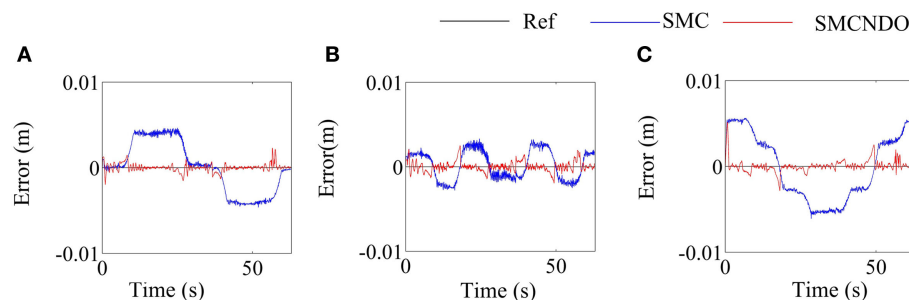 Ref SMC SMCNDO
A B C
0.01 0.01 0.01
Error (m) Error(m) Error (m)
0 0 0
-0.01 -0.01 -0.01
0 50 0 50 0 50
Time (s) Time (s) Time (s)